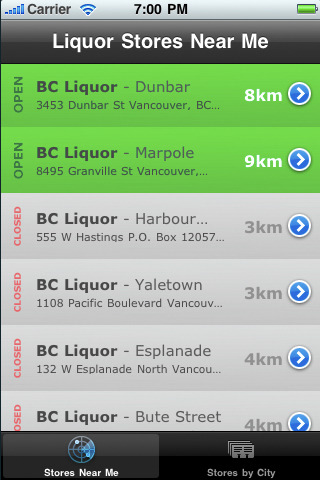 Carrier 7:00 PM
Liquor Stores Near Me
OPEN
BC Liquor - Dunbar
3453 Dunbar St Vancouver, BC...
8km
OPEN
BC Liquor - Marpole
8495 Granville St Vancouver,...
9km
CLOSED
BC Liquor - Harbour...
555 W Hastings P.O. Box 12057...
3km
CLOSED
BC Liquor - Yaletown
1108 Pacific Boulevard Vancouv...
3km
CLOSED
BC Liquor - Esplanade
132 W Esplanade North Vancou...
4km
CLOSED
BC Liquor - Bute Street
4km
Stores Near Me
Stores by City